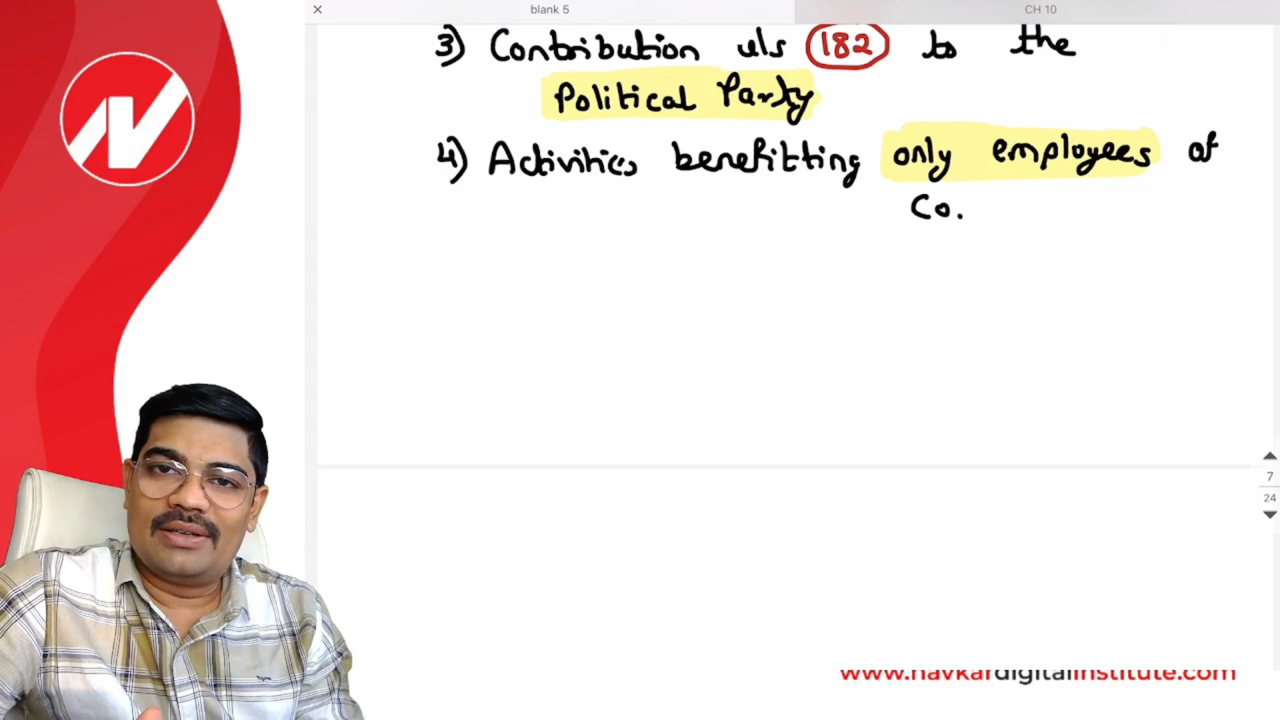 blank 5
CH 10
3) Contribution u/s 182 to the
Political Party
4) Activities benefitting only employees of
Co.
7
24
www.navkardigitalinstitute.com